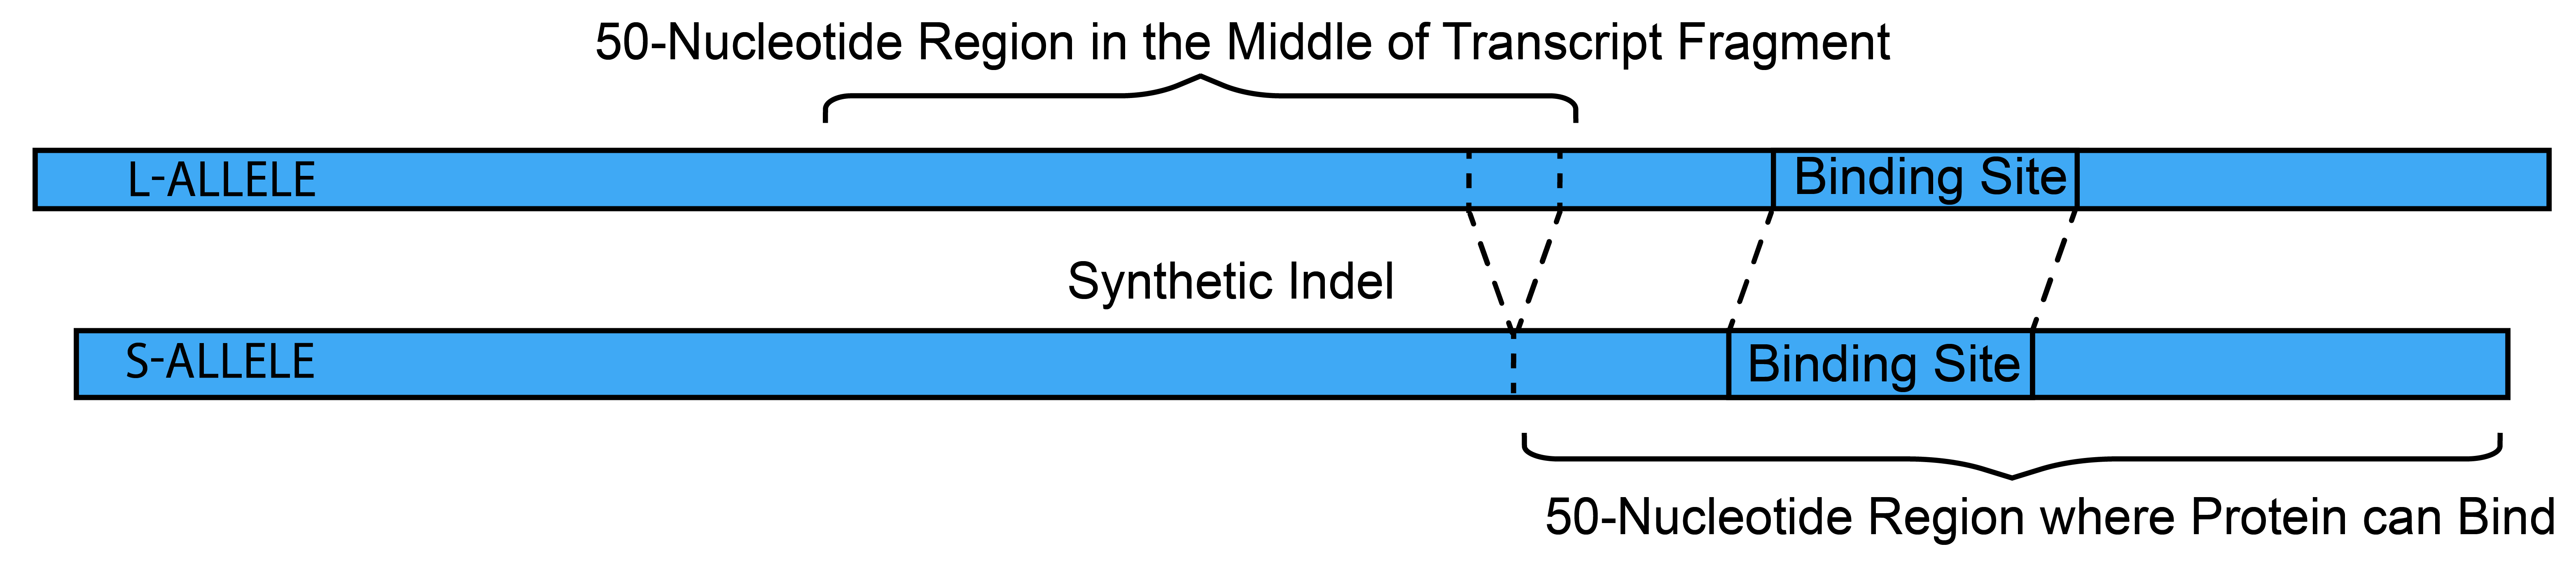 50-Nucleotide Region in the Middle of Transcript Fragment
L-ALLELE
Binding Site
Synthetic Indel
S-ALLELE
Binding Site
50-Nucleotide Region where Protein can Bind